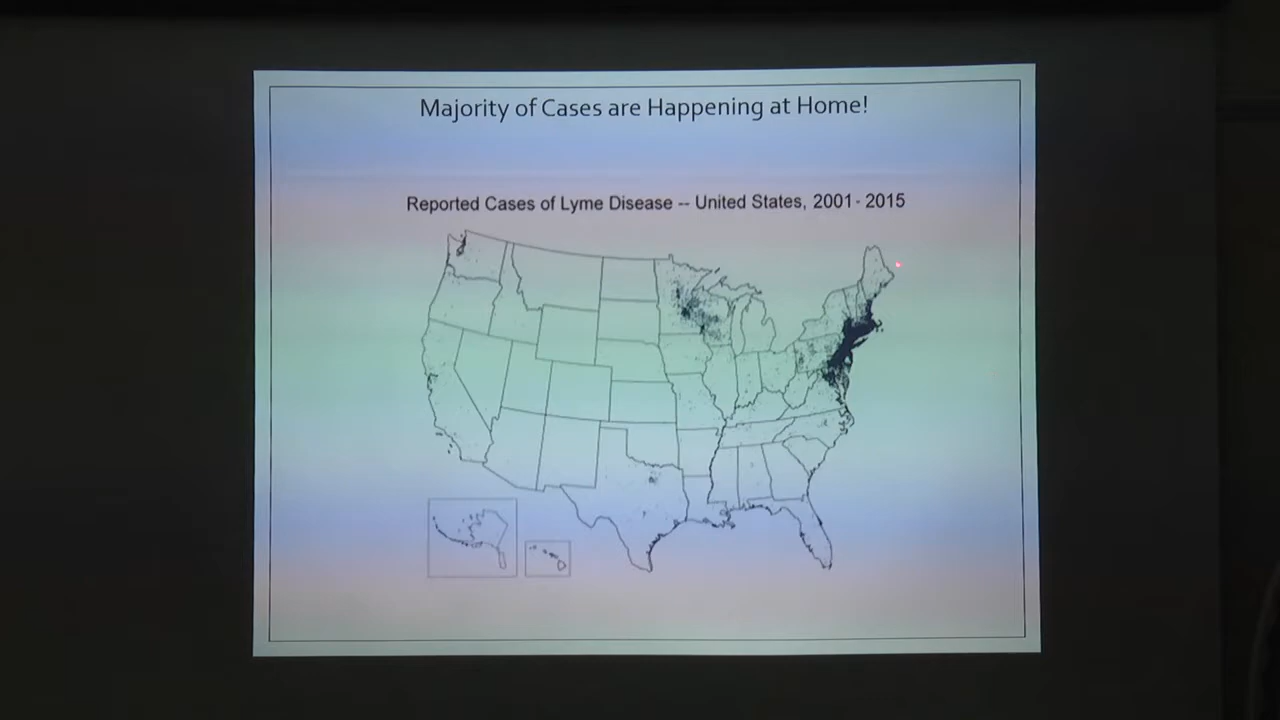 Majority of Cases are Happening at Home!
Reported Cases of Lyme Disease -- United States, 2001 - 2015